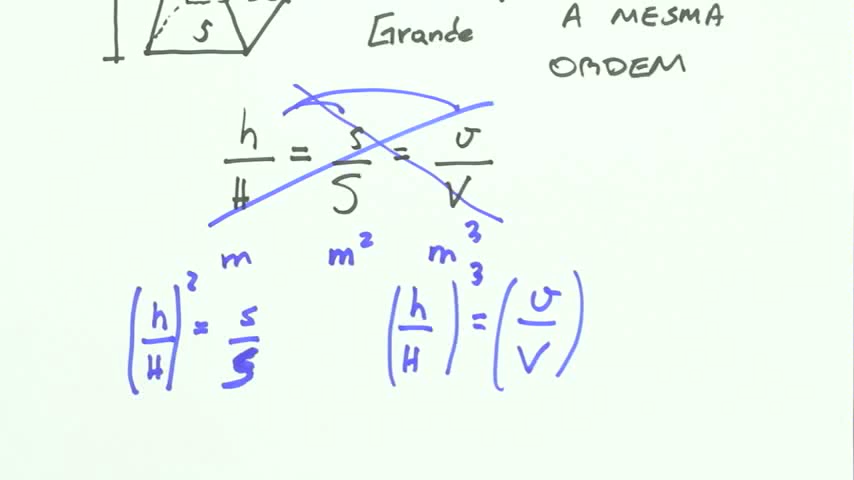 s
Grande
A MESMA
ORDEM
h/H = s/S = v/V
m m² m³
(h/H)² = s/S (h/H)³ = (v/V)